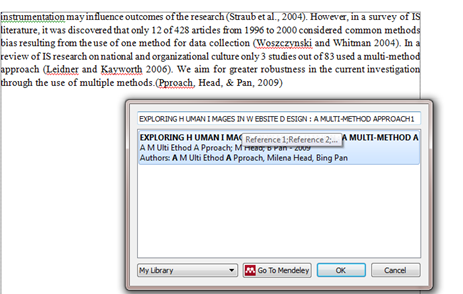 instrumentation may influence outcomes of the research (Straub et al., 2004). However, in a survey of IS
literature, it was discovered that only 12 of 428 articles from 1996 to 2000 considered common methods
bias resulting from the use of one method for data collection (Woszczynski and Whitman 2004). In a
review of IS research on national and organizational culture only 3 studies out of 83 used a multi-method
approach (Leidner and Kayworth 2006). We aim for greater robustness in the current investigation
through the use of multiple methods.(Pproach, Head, & Pan, 2009)
EXPLORING H UMAN I MAGES IN W EBSITE D ESIGN : A MULTI-METHOD APPROACH1
EXPLORING H UMAN I MAG A MULTI-METHOD A
Reference 1;Reference 2;...
A M Ulti Ethod A Pproach; M Head; B Pan - 2009
Authors: A M Ulti Ethod A Pproach, Milena Head, Bing Pan
My Library Go To Mendeley OK Cancel